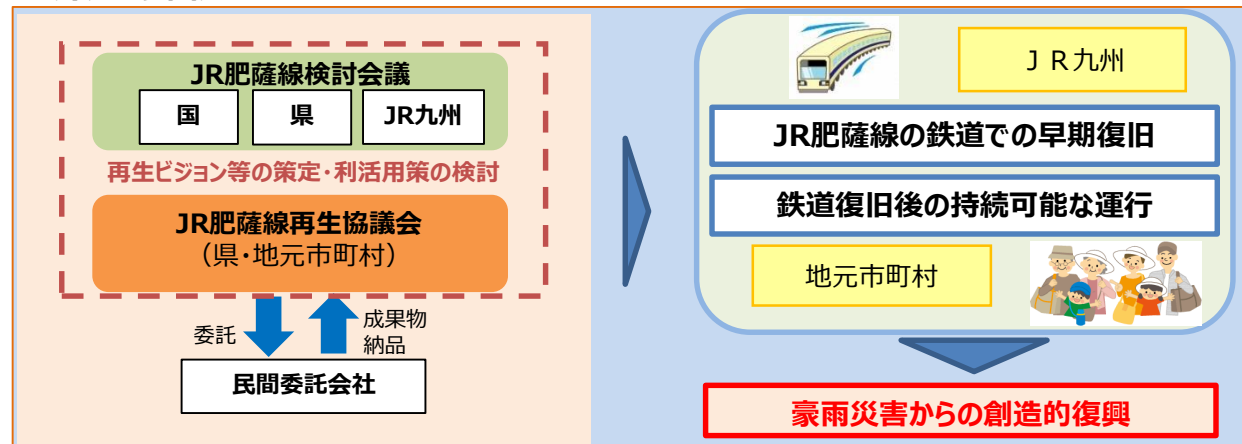 JR肥薩線検討会議
国
県
JR九州
再生ビジョン等の策定・利活用策の検討
JR肥薩線再生協議会
（県・地元市町村）
委託
成果物
納品
民間委託会社
ＪＲ九州
JR肥薩線の鉄道での早期復旧
鉄道復旧後の持続可能な運行
地元市町村
豪雨災害からの創造的復興